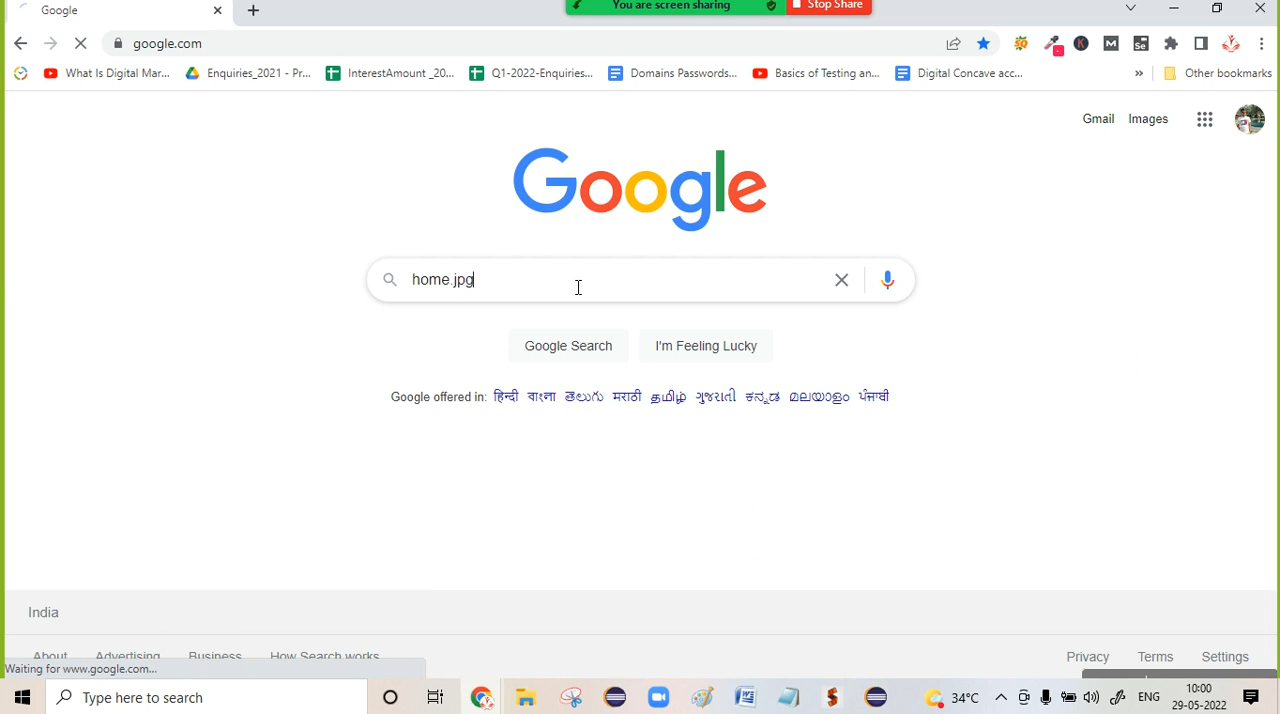 You are screen sharing Stop Share
Google
google.com
What Is Digital Mar... Enquiries_2021 - Pr... InterestAmount _20... Q1-2022-Enquiries... Domains Passwords... Basics of Testing an... Digital Concave acc... » Other bookmarks
Gmail Images
Google
home.jpg
Google Search I'm Feeling Lucky
Google offered in: हिन्दी বাংলা తెలుగు मराठी தமிழ் ગુજરાતી ಕನ್ನಡ മലയാളം ਪੰਜਾਬੀ
India
About Advertising Business How Search works Privacy Terms Settings
Waiting for www.google.com...
Type here to search 34°C ENG 10:00
29-05-2022